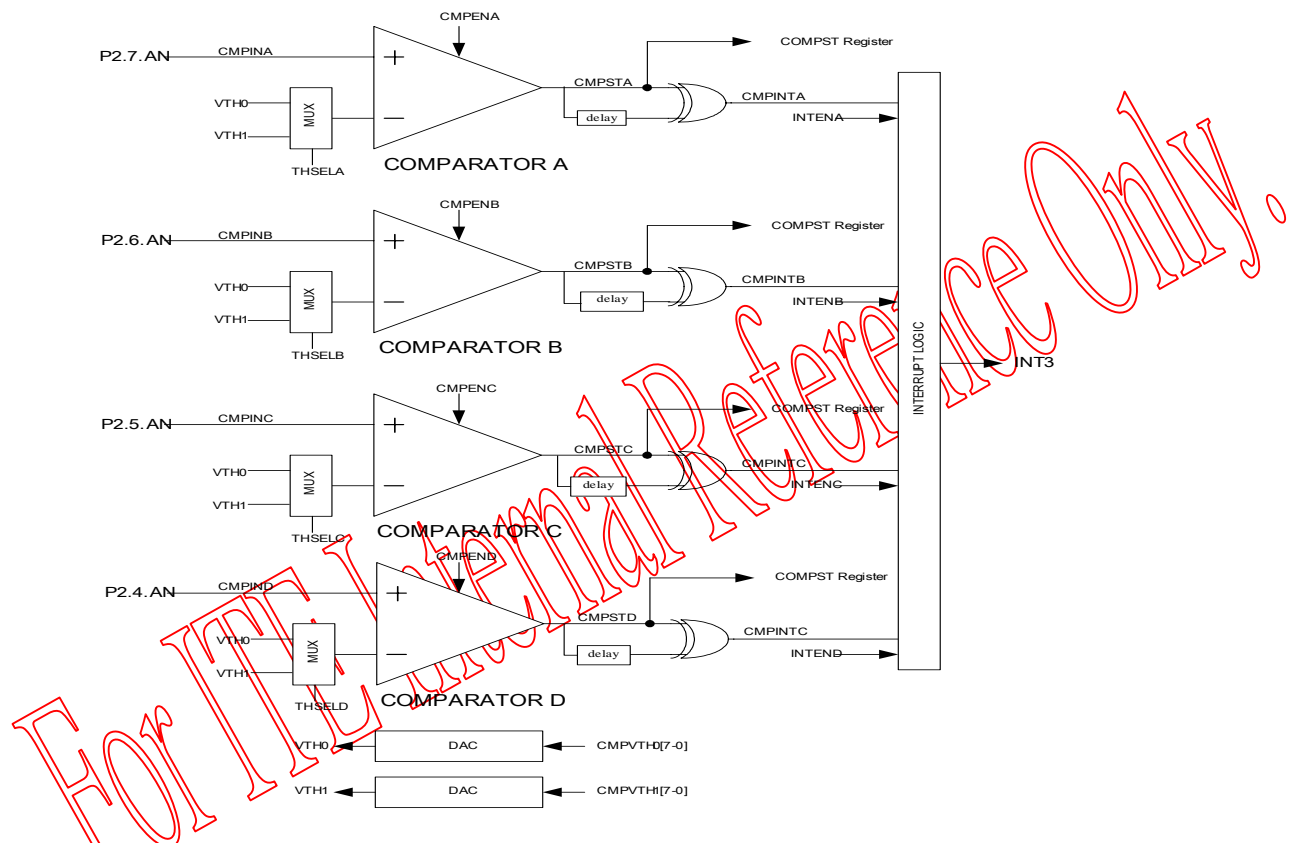 CMPENA
P2.7.AN
CMPINA
+
COMPST Register
VTH0
VTH1
MUX
−
CMPSTA
delay
CMPINTA
INTENA
THSELA
COMPARATOR A
CMPENB
P2.6.AN
CMPINB
+
COMPST Register
VTH0
VTH1
MUX
−
CMPSTB
delay
CMPINTB
INTENB
THSELB
COMPARATOR B
INTERRUPT LOGIC
INT3
CMPENC
P2.5.AN
CMPINC
+
COMPST Register
VTH0
VTH1
MUX
−
CMPSTC
delay
CMPINTC
INTENC
THSELC
COMPARATOR C
CMPEND
P2.4.AN
CMPIND
+
COMPST Register
VTH0
VTH1
MUX
−
CMPSTD
delay
CMPINTC
INTEND
THSELD
COMPARATOR D
VTH0
DAC
CMPVTH0[7-0]
VTH1
DAC
CMPVTH1[7-0]
For ITE Internal Reference Only.